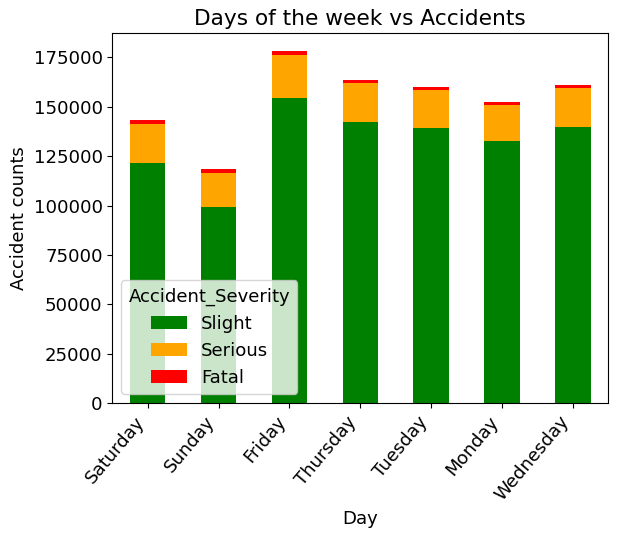 Days of the week vs Accidents
Accident counts
175000
150000
125000
100000
75000
50000
25000
0
Accident_Severity
Slight
Serious
Fatal
Saturday
Sunday
Friday
Thursday
Tuesday
Monday
Wednesday
Day